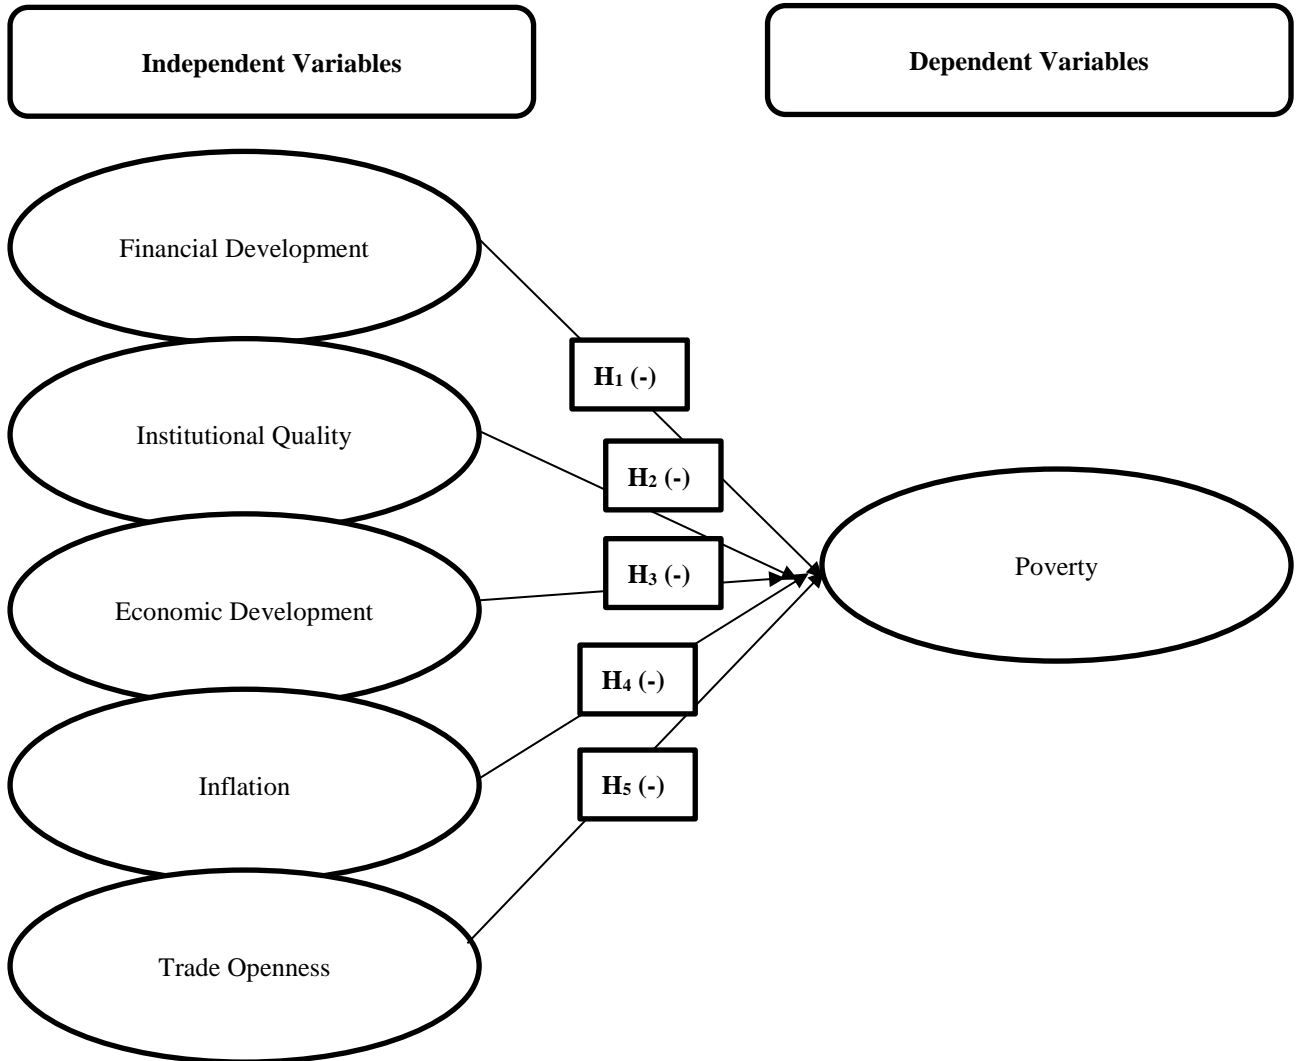 Independent Variables
Dependent Variables
Financial Development
H₁ (-)
Institutional Quality
H₂ (-)
Economic Development
H₃ (-)
Poverty
Inflation
H₄ (-)
H₅ (-)
Trade Openness